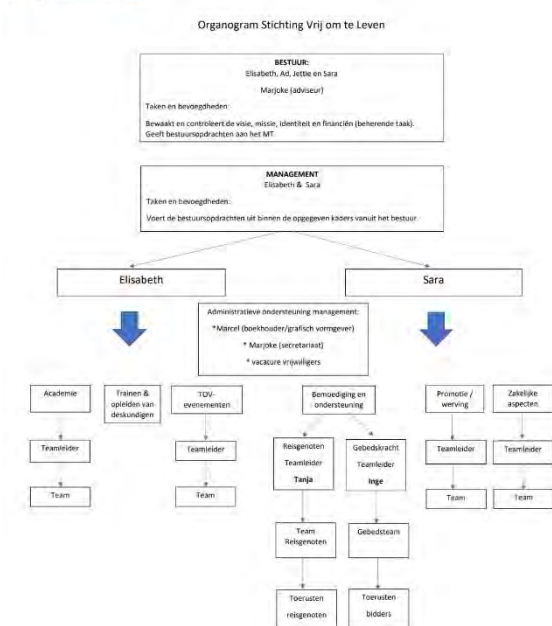 Organogram Stichting Vrij om te Leven
BESTUUR:
Elisabeth, Ad, Jettie en Sara
Marjoke (adviseur)
Taken en bevoegdheden:
Bewaakt en controleert de visie, missie, identiteit en financiën (beherende taak).
Geeft bestuursopdrachten aan het MT.
MANAGEMENT
Elisabeth & Sara
Taken en bevoegdheden:
Voert de bestuursopdrachten uit binnen de opgegeven kaders vanuit het bestuur.
Elisabeth
Sara
Administratieve ondersteuning management:
*Marcel (boekhouder/grafisch vormgever)
* Marjoke (secretariaat)
* vacature vrijwilligers
Academie
Teamleider
Team
Trainen &
opleiden van
deskundigen
TOV-
evenementen
Teamleider
Team
Bemoediging en
ondersteuning
Reisgenoten
Teamleider
Tanja
Team
Reisgenoten
Toerusten
reisgenoten
Gebedskracht
Teamleider
Inge
Gebedsteam
Toerusten
bidders
Promotie /
werving
Teamleider
Team
Zakelijke
aspecten
Teamleider
Team